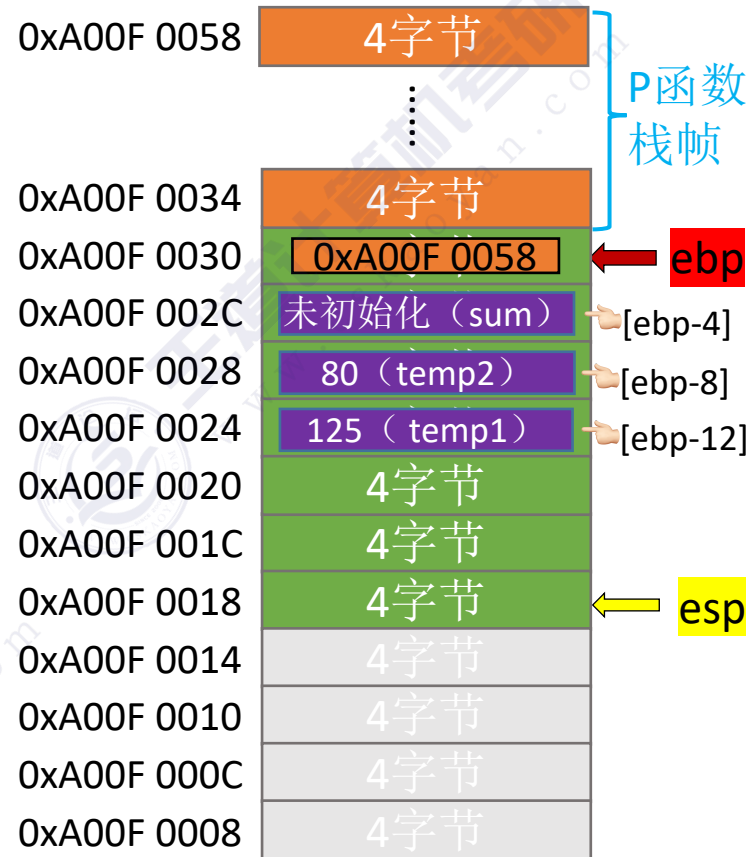 0xA00F 0058 4字节
P函数
栈帧
0xA00F 0034 4字节
0xA00F 0030 0xA00F 0058 ebp
0xA00F 002C 未初始化（sum） [ebp-4]
0xA00F 0028 80（temp2） [ebp-8]
0xA00F 0024 125（ temp1） [ebp-12]
0xA00F 0020 4字节
0xA00F 001C 4字节
0xA00F 0018 4字节 esp
0xA00F 0014 4字节
0xA00F 0010 4字节
0xA00F 000C 4字节
0xA00F 0008 4字节